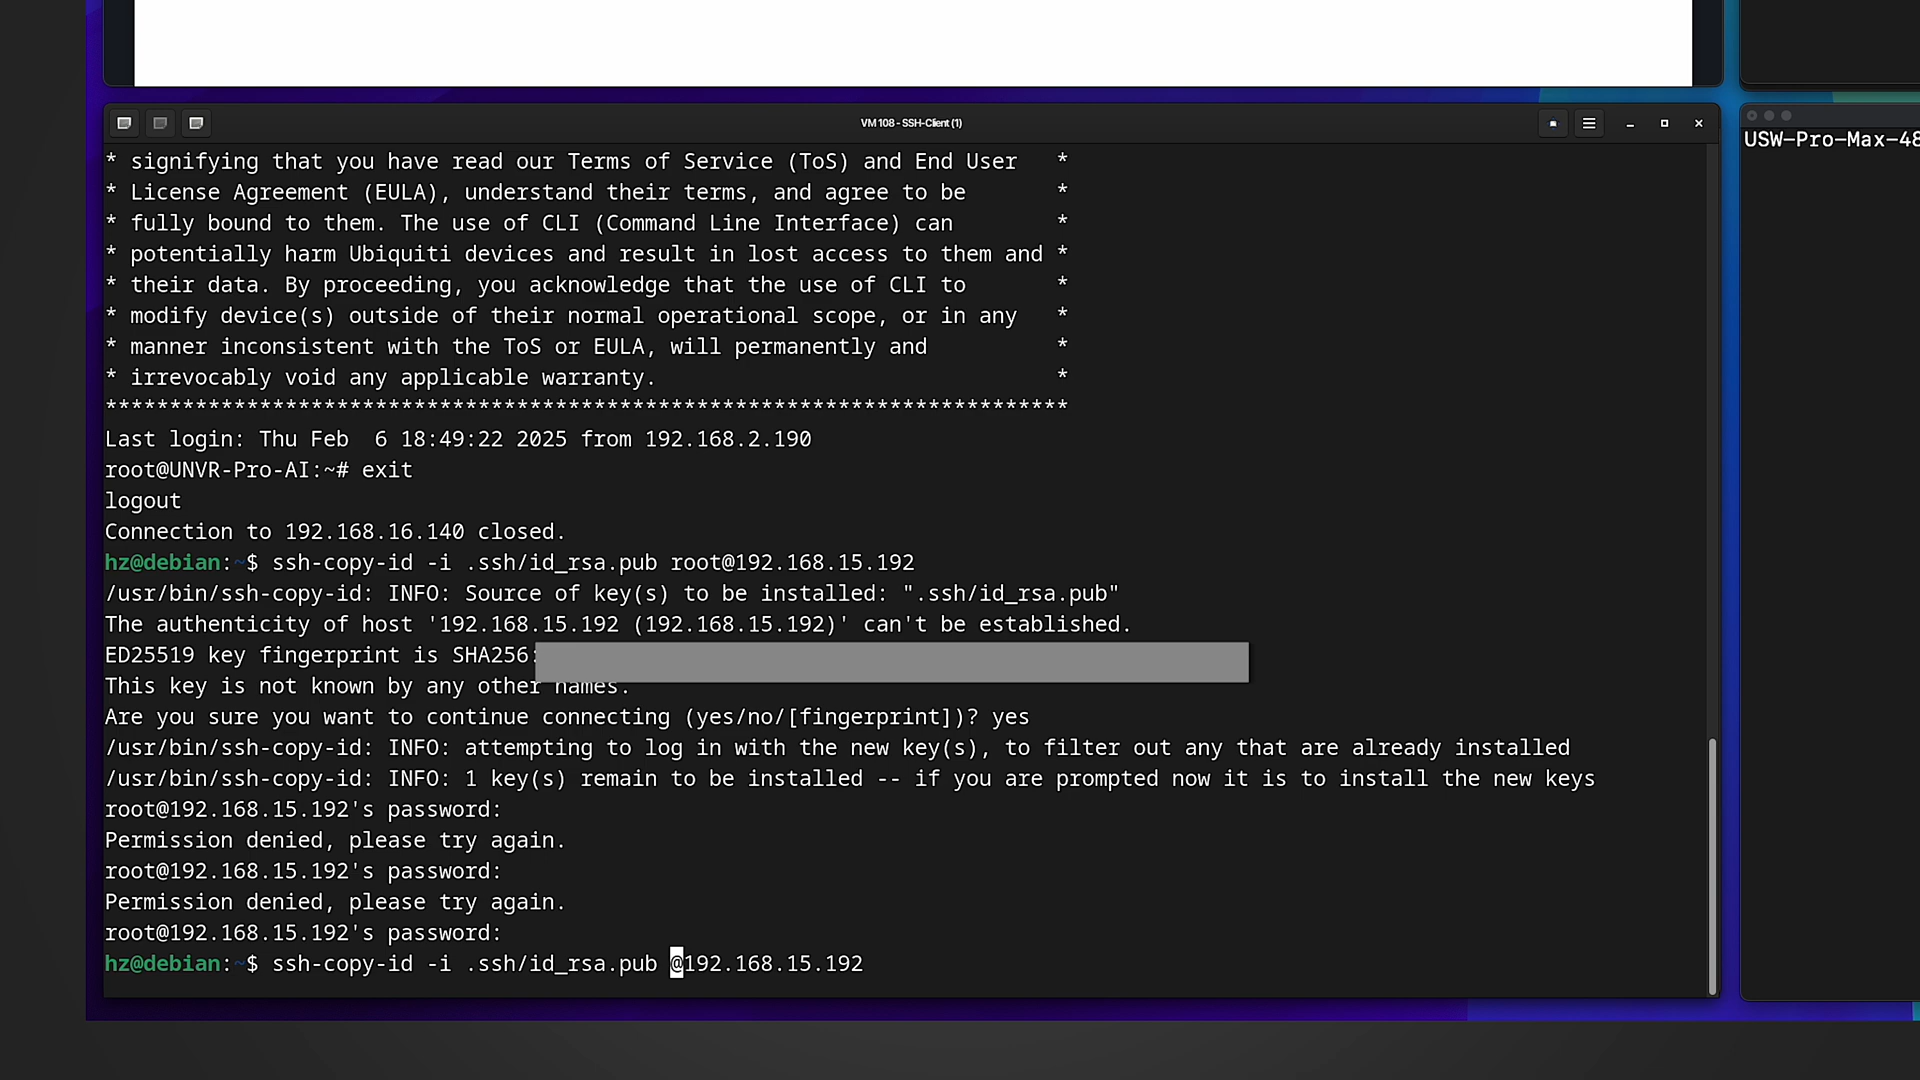 VM 108 - SSH-Client (1)
USW-Pro-Max-48
* signifying that you have read our Terms of Service (ToS) and End User *
* License Agreement (EULA), understand their terms, and agree to be *
* fully bound to them. The use of CLI (Command Line Interface) can *
* potentially harm Ubiquiti devices and result in lost access to them and *
* their data. By proceeding, you acknowledge that the use of CLI to *
* modify device(s) outside of their normal operational scope, or in any *
* manner inconsistent with the ToS or EULA, will permanently and *
* irrevocably void any applicable warranty. *
***************************************************************************
Last login: Thu Feb  6 18:49:22 2025 from 192.168.2.190
root@UNVR-Pro-AI:~# exit
logout
Connection to 192.168.16.140 closed.
hz@debian:~$ ssh-copy-id -i .ssh/id_rsa.pub root@192.168.15.192
/usr/bin/ssh-copy-id: INFO: Source of key(s) to be installed: ".ssh/id_rsa.pub"
The authenticity of host '192.168.15.192 (192.168.15.192)' can't be established.
ED25519 key fingerprint is SHA256:
This key is not known by any other names.
Are you sure you want to continue connecting (yes/no/[fingerprint])? yes
/usr/bin/ssh-copy-id: INFO: attempting to log in with the new key(s), to filter out any that are already installed
/usr/bin/ssh-copy-id: INFO: 1 key(s) remain to be installed -- if you are prompted now it is to install the new keys
root@192.168.15.192's password:
Permission denied, please try again.
root@192.168.15.192's password:
Permission denied, please try again.
root@192.168.15.192's password:
hz@debian:~$ ssh-copy-id -i .ssh/id_rsa.pub @192.168.15.192